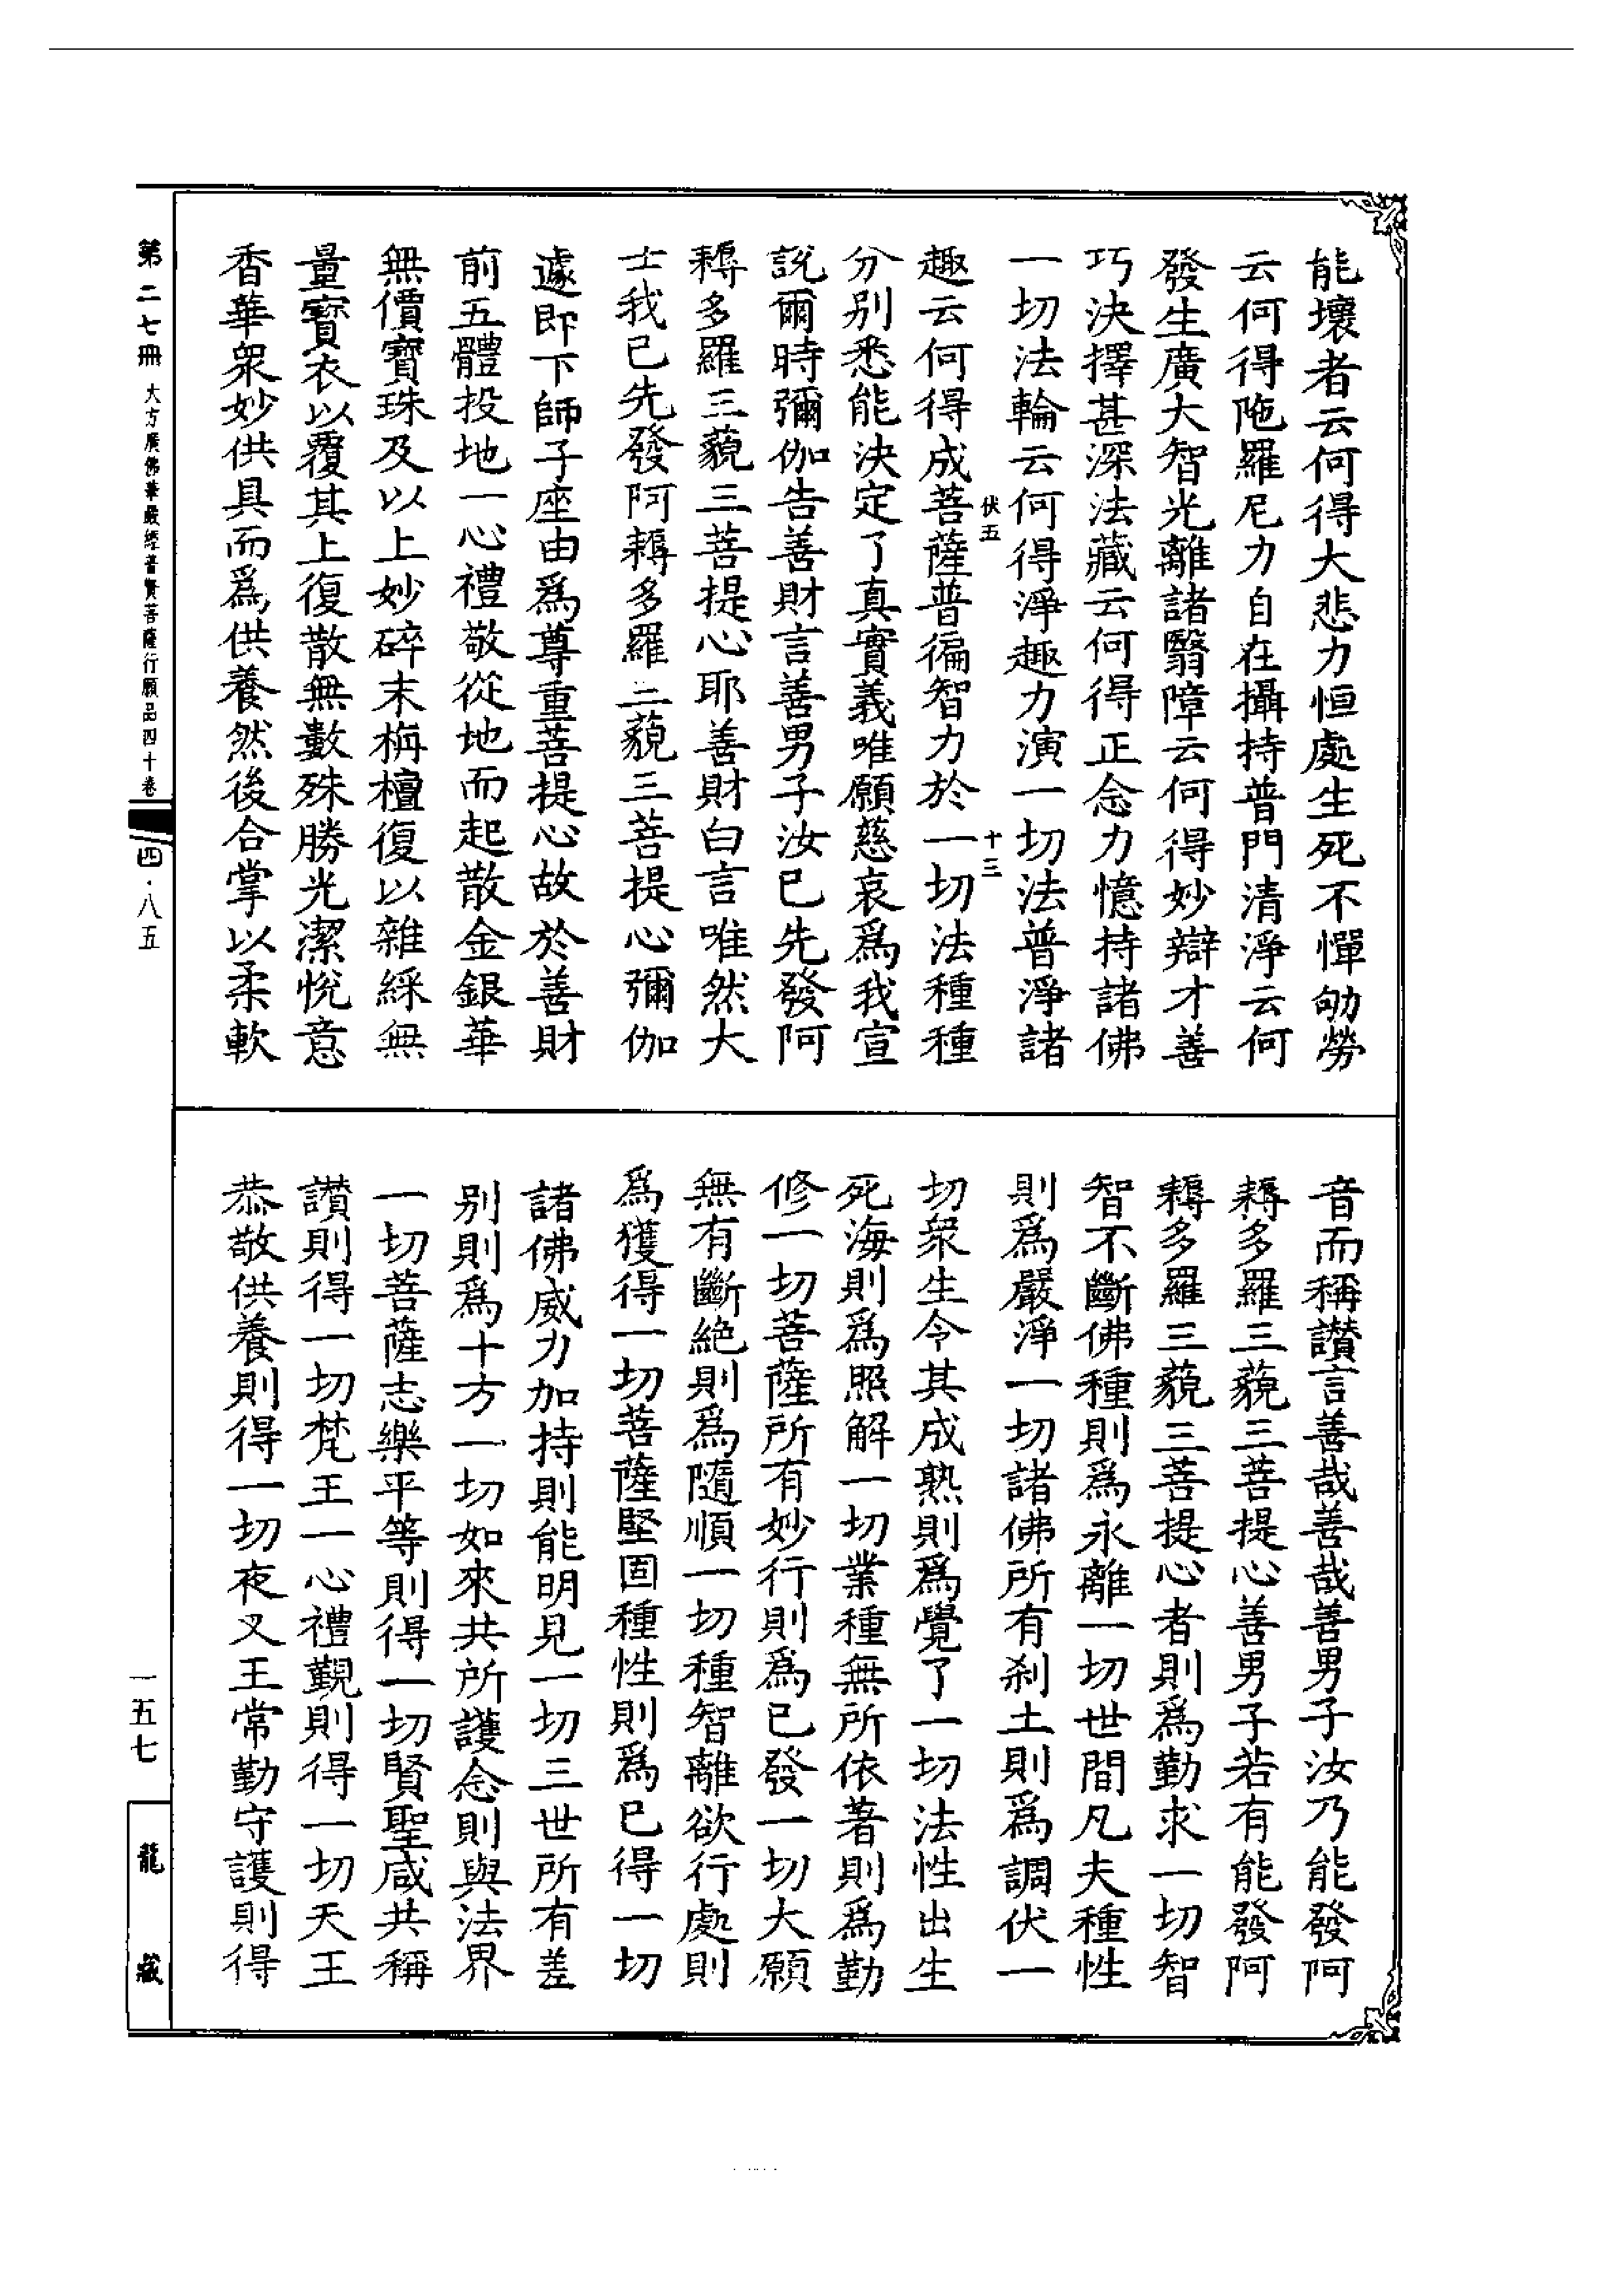 能壞者云何得大悲力恒處生死不憚劬勞
云何得陁羅尼力自在攝持普門清淨云何
發生廣大智光離諸翳障云何得妙辯才善
巧決擇甚深法藏云何得正念力憶持諸佛
一切法輪云何得淨趣力演一切法普淨諸
伏五
十三
趣云何得成菩薩普徧智力於一切法種種
分別悉能決定了真實義唯願慈哀爲我宣
說爾時彌伽告善財言善男子汝已先發阿
耨多羅三藐三菩提心耶善財白言唯然大
士我已先發阿耨多羅三藐三菩提心彌伽
遽即下師子座由爲尊重菩提心故於善財
前五體投地一心禮敬從地而起散金銀華
無價寶珠及以上妙碎末栴檀復以雜綵無
量寶衣以覆其上復散無數殊勝光潔悅意
香華衆妙供具而爲供養然後合掌以柔軟
音而稱讚言善哉善哉善男子汝乃能發阿
耨多羅三藐三菩提心善男子若有能發阿
耨多羅三藐三菩提心者則爲勤求一切智
智不斷佛種則爲永離一切世間凡夫種性
則爲嚴淨一切諸佛所有刹土則爲調伏一
切衆生令其成熟則爲覺了一切法性出生
死海則爲照解一切業種無所依著則爲勤
修一切菩薩所有妙行則爲已發一切大願
無有斷絕則爲隨順一切種智離欲行處則
爲獲得一切菩薩堅固種性則爲已得一切
諸佛威力加持則能明見一切三世所有差
別則爲十方一切如來共所護念則與法界
一切菩薩志樂平等則得一切賢聖咸共稱
讚則得一切梵王一心禮覲則得一切天王
恭敬供養則得一切夜叉王常勤守護則得
第二七冊 大方廣佛華嚴經普賢菩薩行願品四十卷
四·八五
一五七
龍藏